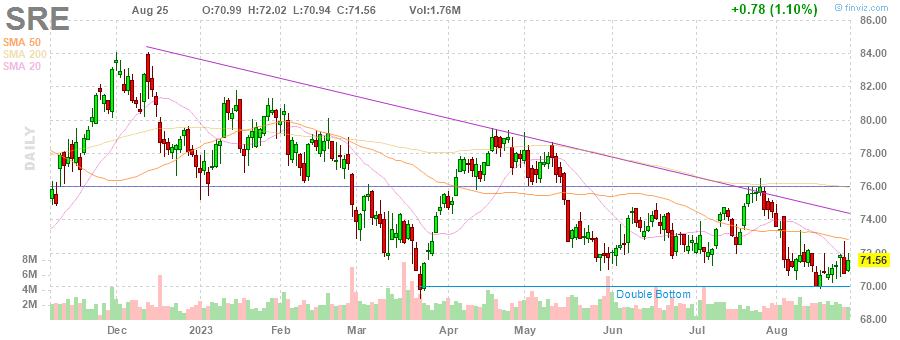 SRE
Aug 25 O:70.99 H:72.02 L:70.94 C:71.56 Vol:1.76M
+0.78 (1.10%)
© finviz.com
SMA 50
SMA 200
SMA 20
DAILY
86.00
84.00
82.00
80.00
78.00
76.00
74.00
72.00
71.56
70.00
68.00
8M
6M
4M
2M
Double Bottom
Dec 2023 Feb Mar Apr May Jun Jul Aug